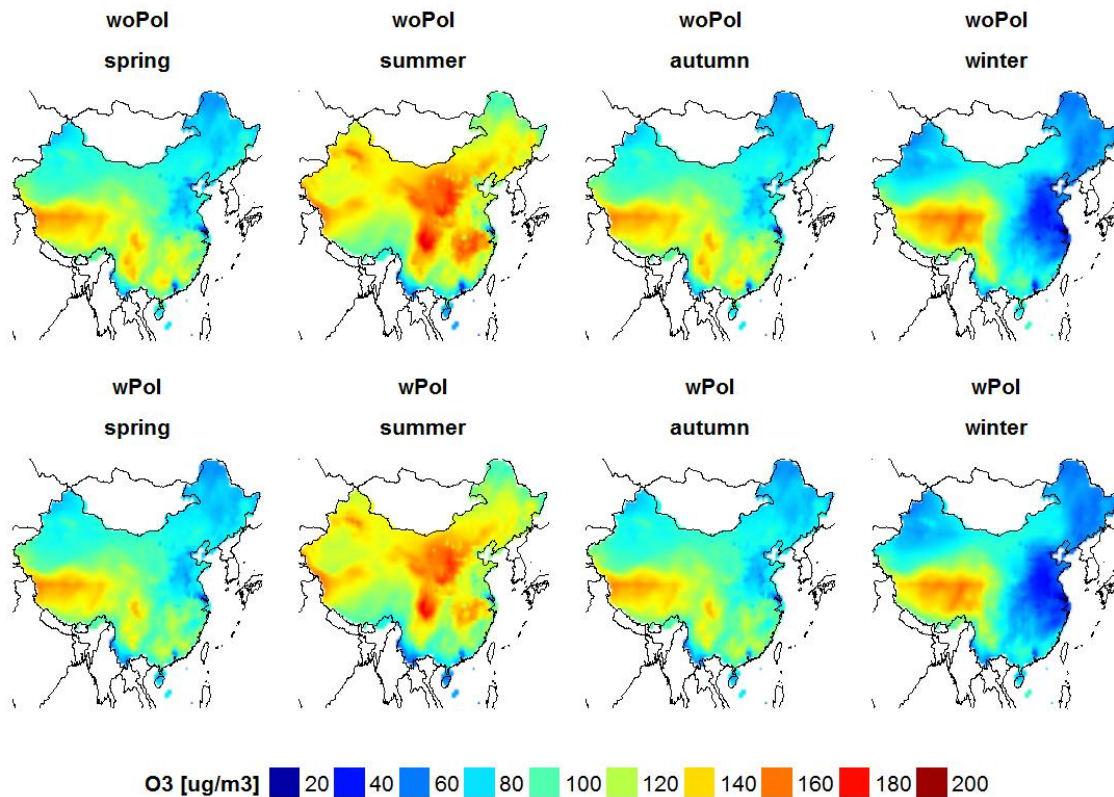 woPol woPol woPol woPol
spring summer autumn winter
wPol wPol wPol wPol
spring summer autumn winter
O3 [ug/m3] 20 40 60 80 100 120 140 160 180 200